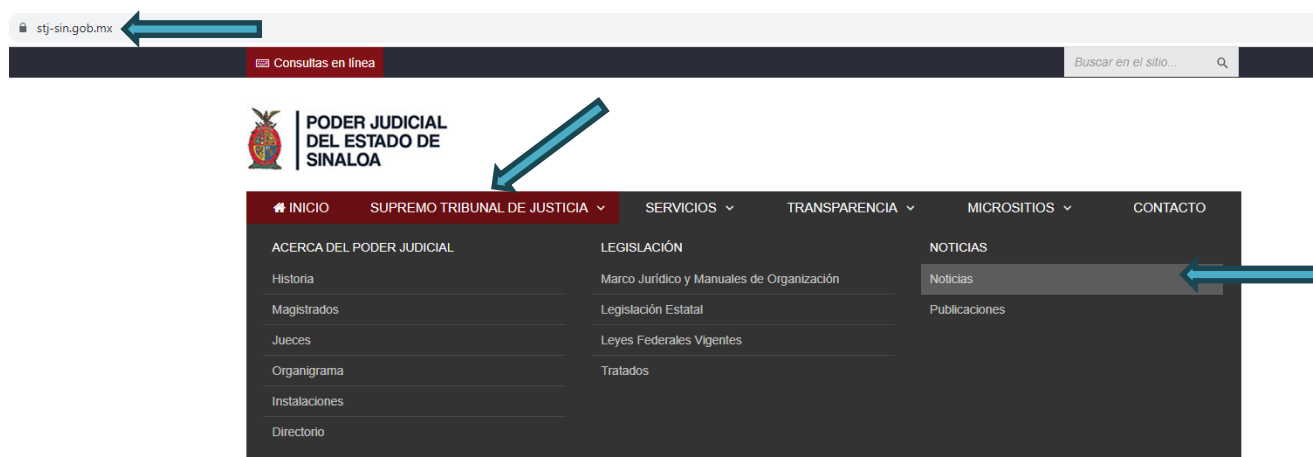 stj-sin.gob.mx
Consultas en línea
Buscar en el sitio...
PODER JUDICIAL
DEL ESTADO DE
SINALOA
INICIO SUPREMO TRIBUNAL DE JUSTICIA SERVICIOS TRANSPARENCIA MICROSITIOS CONTACTO
ACERCA DEL PODER JUDICIAL
Historia
Magistrados
Jueces
Organigrama
Instalaciones
Directorio
LEGISLACIÓN
Marco Jurídico y Manuales de Organización
Legislación Estatal
Leyes Federales Vigentes
Tratados
NOTICIAS
Noticias
Publicaciones